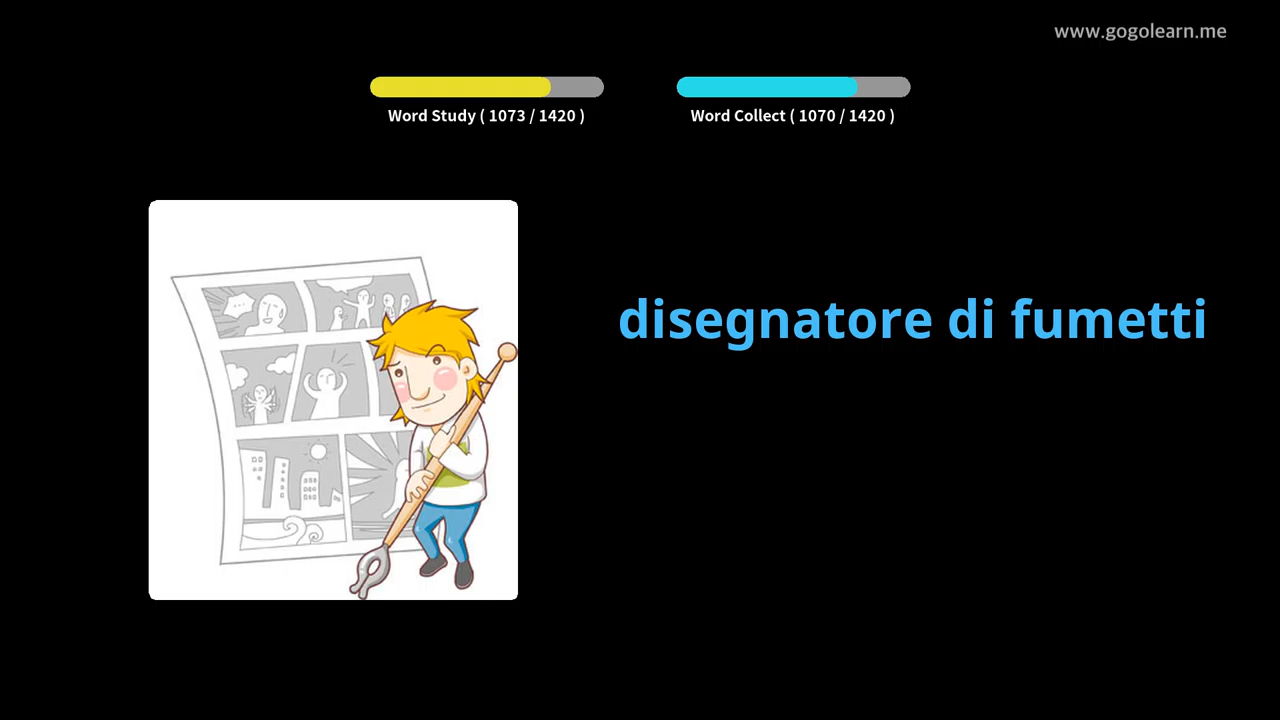 www.gogolearn.me
Word Study ( 1073 / 1420 )
Word Collect ( 1070 / 1420 )
disegnatore di fumetti